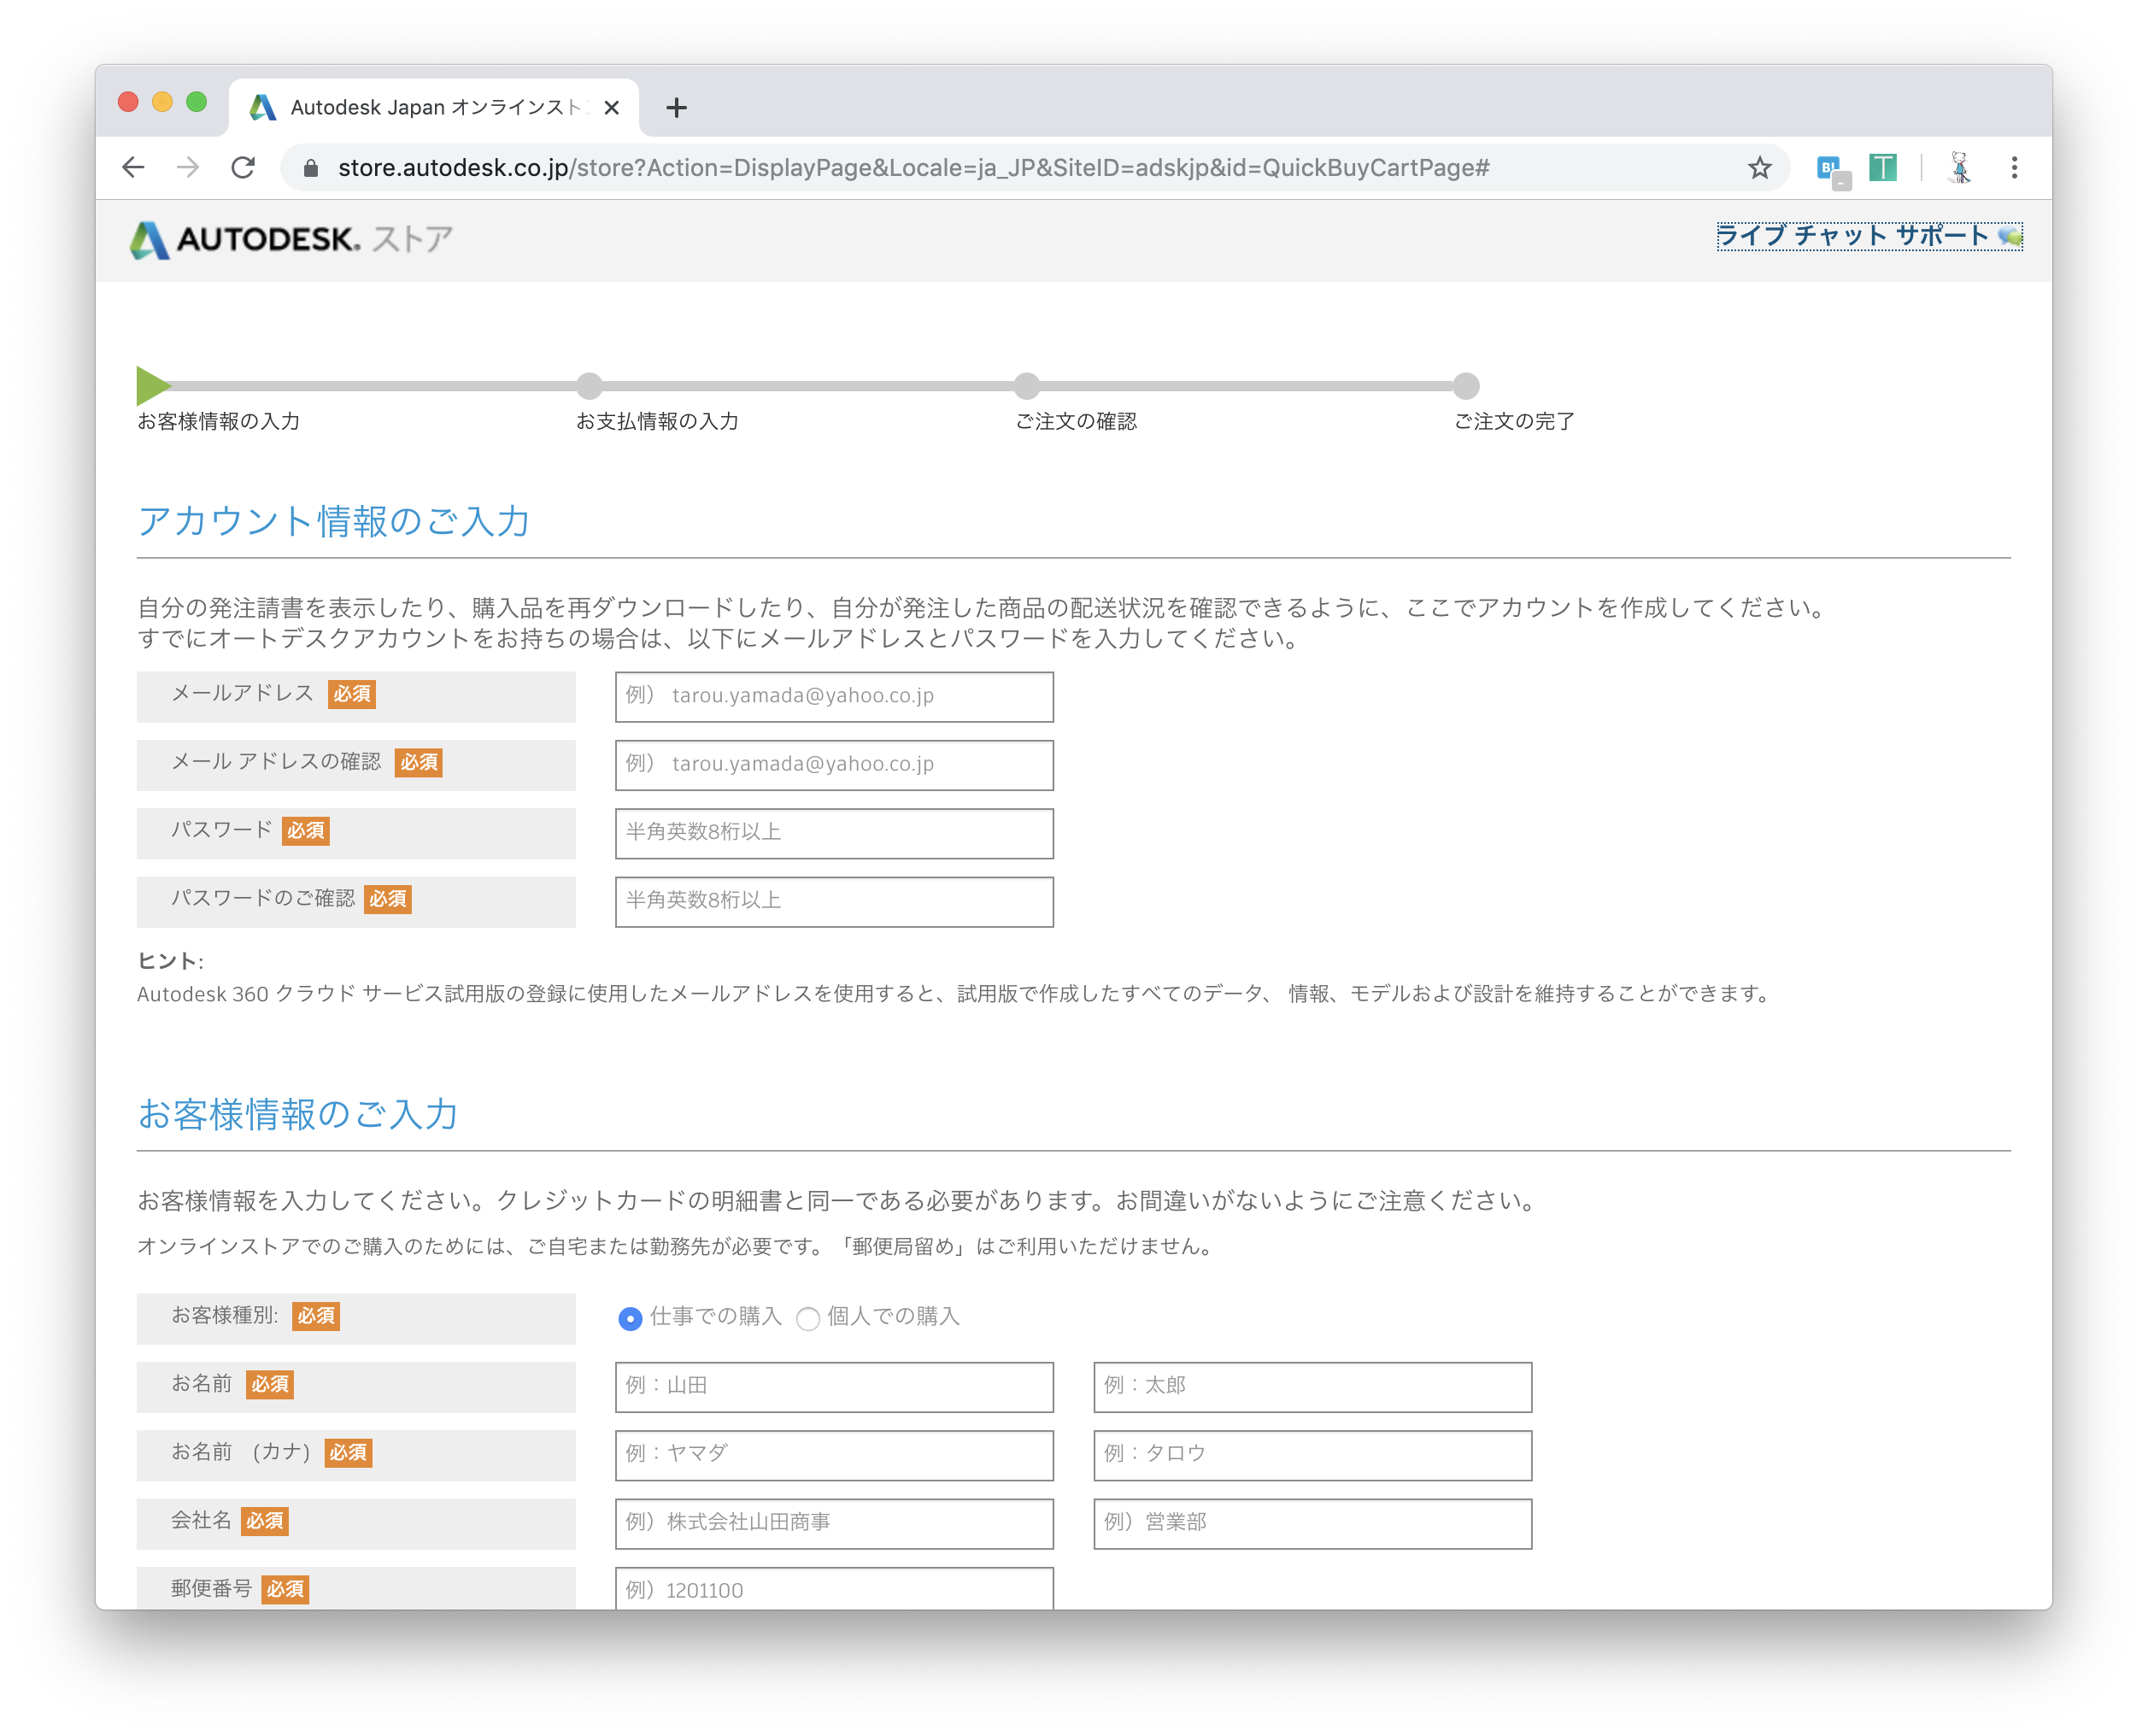 Autodesk Japan オンラインスト
store.autodesk.co.jp/store?Action=DisplayPage&Locale=ja_JP&SiteID=adskjp&id=QuickBuyCartPage#
B!
T
AUTODESK. ストア
ライブ チャット サポート
お客様情報の入力
お支払情報の入力
ご注文の確認
ご注文の完了
アカウント情報のご入力
自分の発注請書を表示したり、購入品を再ダウンロードしたり、自分が発注した商品の配送状況を確認できるように、ここでアカウントを作成してください。
すでにオートデスクアカウントをお持ちの場合は、以下にメールアドレスとパスワードを入力してください。
メールアドレス 必須 例） tarou.yamada@yahoo.co.jp
メール アドレスの確認 必須 例） tarou.yamada@yahoo.co.jp
パスワード 必須 半角英数8桁以上
パスワードのご確認 必須 半角英数8桁以上
ヒント:
Autodesk 360 クラウド サービス試用版の登録に使用したメールアドレスを使用すると、試用版で作成したすべてのデータ、 情報、モデルおよび設計を維持することができます。
お客様情報のご入力
お客様情報を入力してください。クレジットカードの明細書と同一である必要があります。お間違いがないようにご注意ください。
オンラインストアでのご購入のためには、ご自宅または勤務先が必要です。「郵便局留め」はご利用いただけません。
お客様種別: 必須 仕事での購入 個人での購入
お名前 必須 例：山田 例：太郎
お名前 (カナ) 必須 例：ヤマダ 例：タロウ
会社名 必須 例）株式会社山田商事 例）営業部
郵便番号 必須 例）1201100